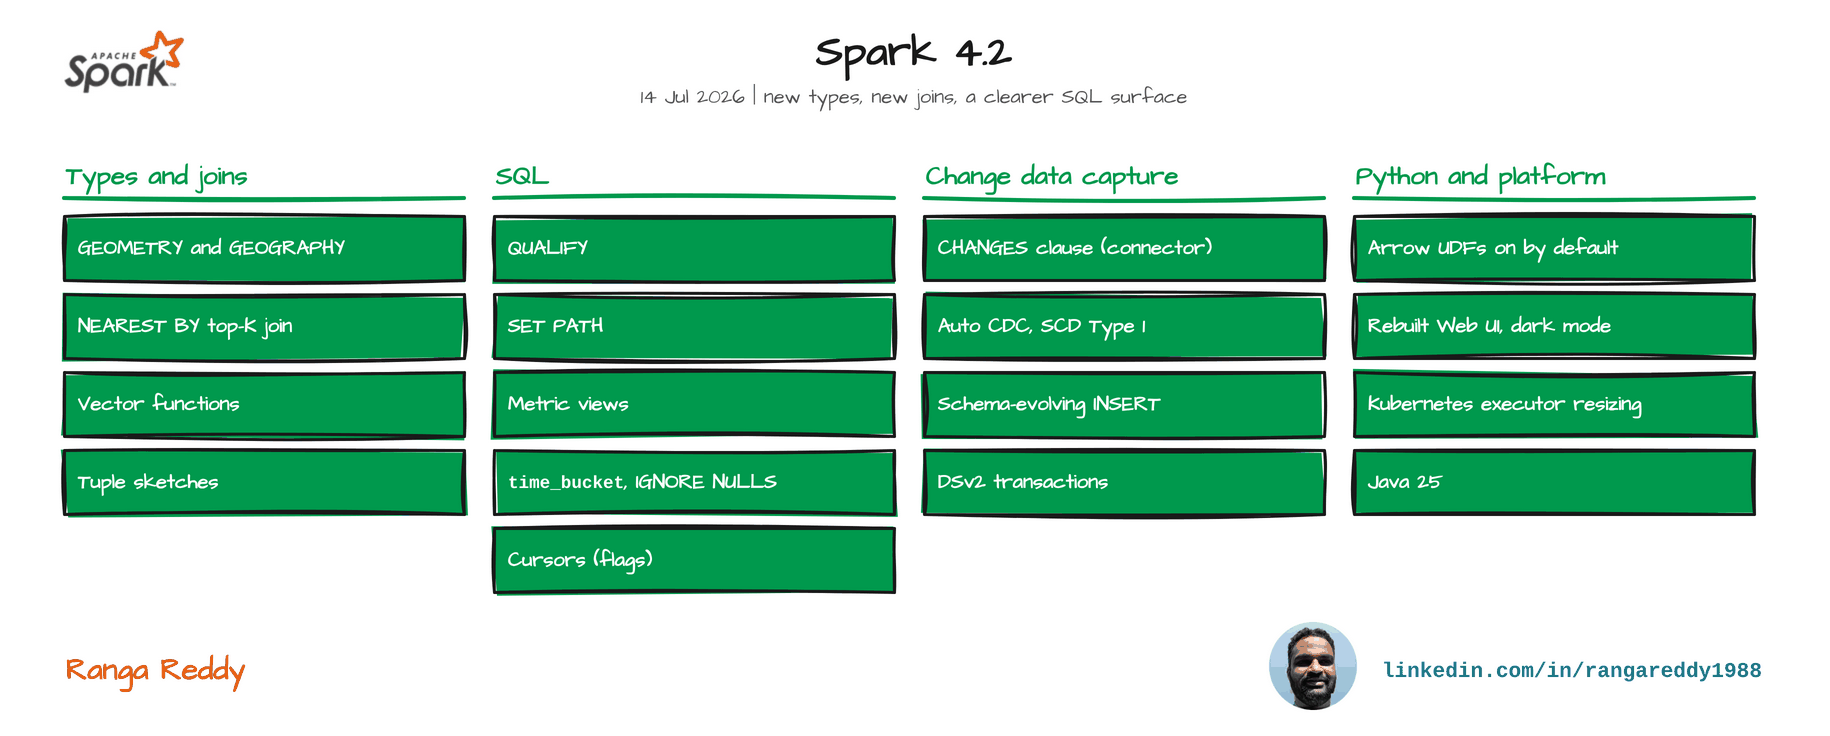 APACHE
Spark
Spark 4.2
14 Jul 2026 | new types, new joins, a clearer SQL surface
Types and joins
GEOMETRY and GEOGRAPHY
NEAREST BY top-K join
Vector functions
Tuple sketches
SQL
QUALIFY
SET PATH
Metric views
time_bucket, IGNORE NULLS
Cursors (flags)
Change data capture
CHANGES clause (connector)
Auto CDC, SCD Type 1
Schema-evolving INSERT
DSv2 transactions
Python and platform
Arrow UDFs on by default
Rebuilt Web UI, dark mode
Kubernetes executor resizing
Java 25
Ranga Reddy
linkedin.com/in/rangareddy1988